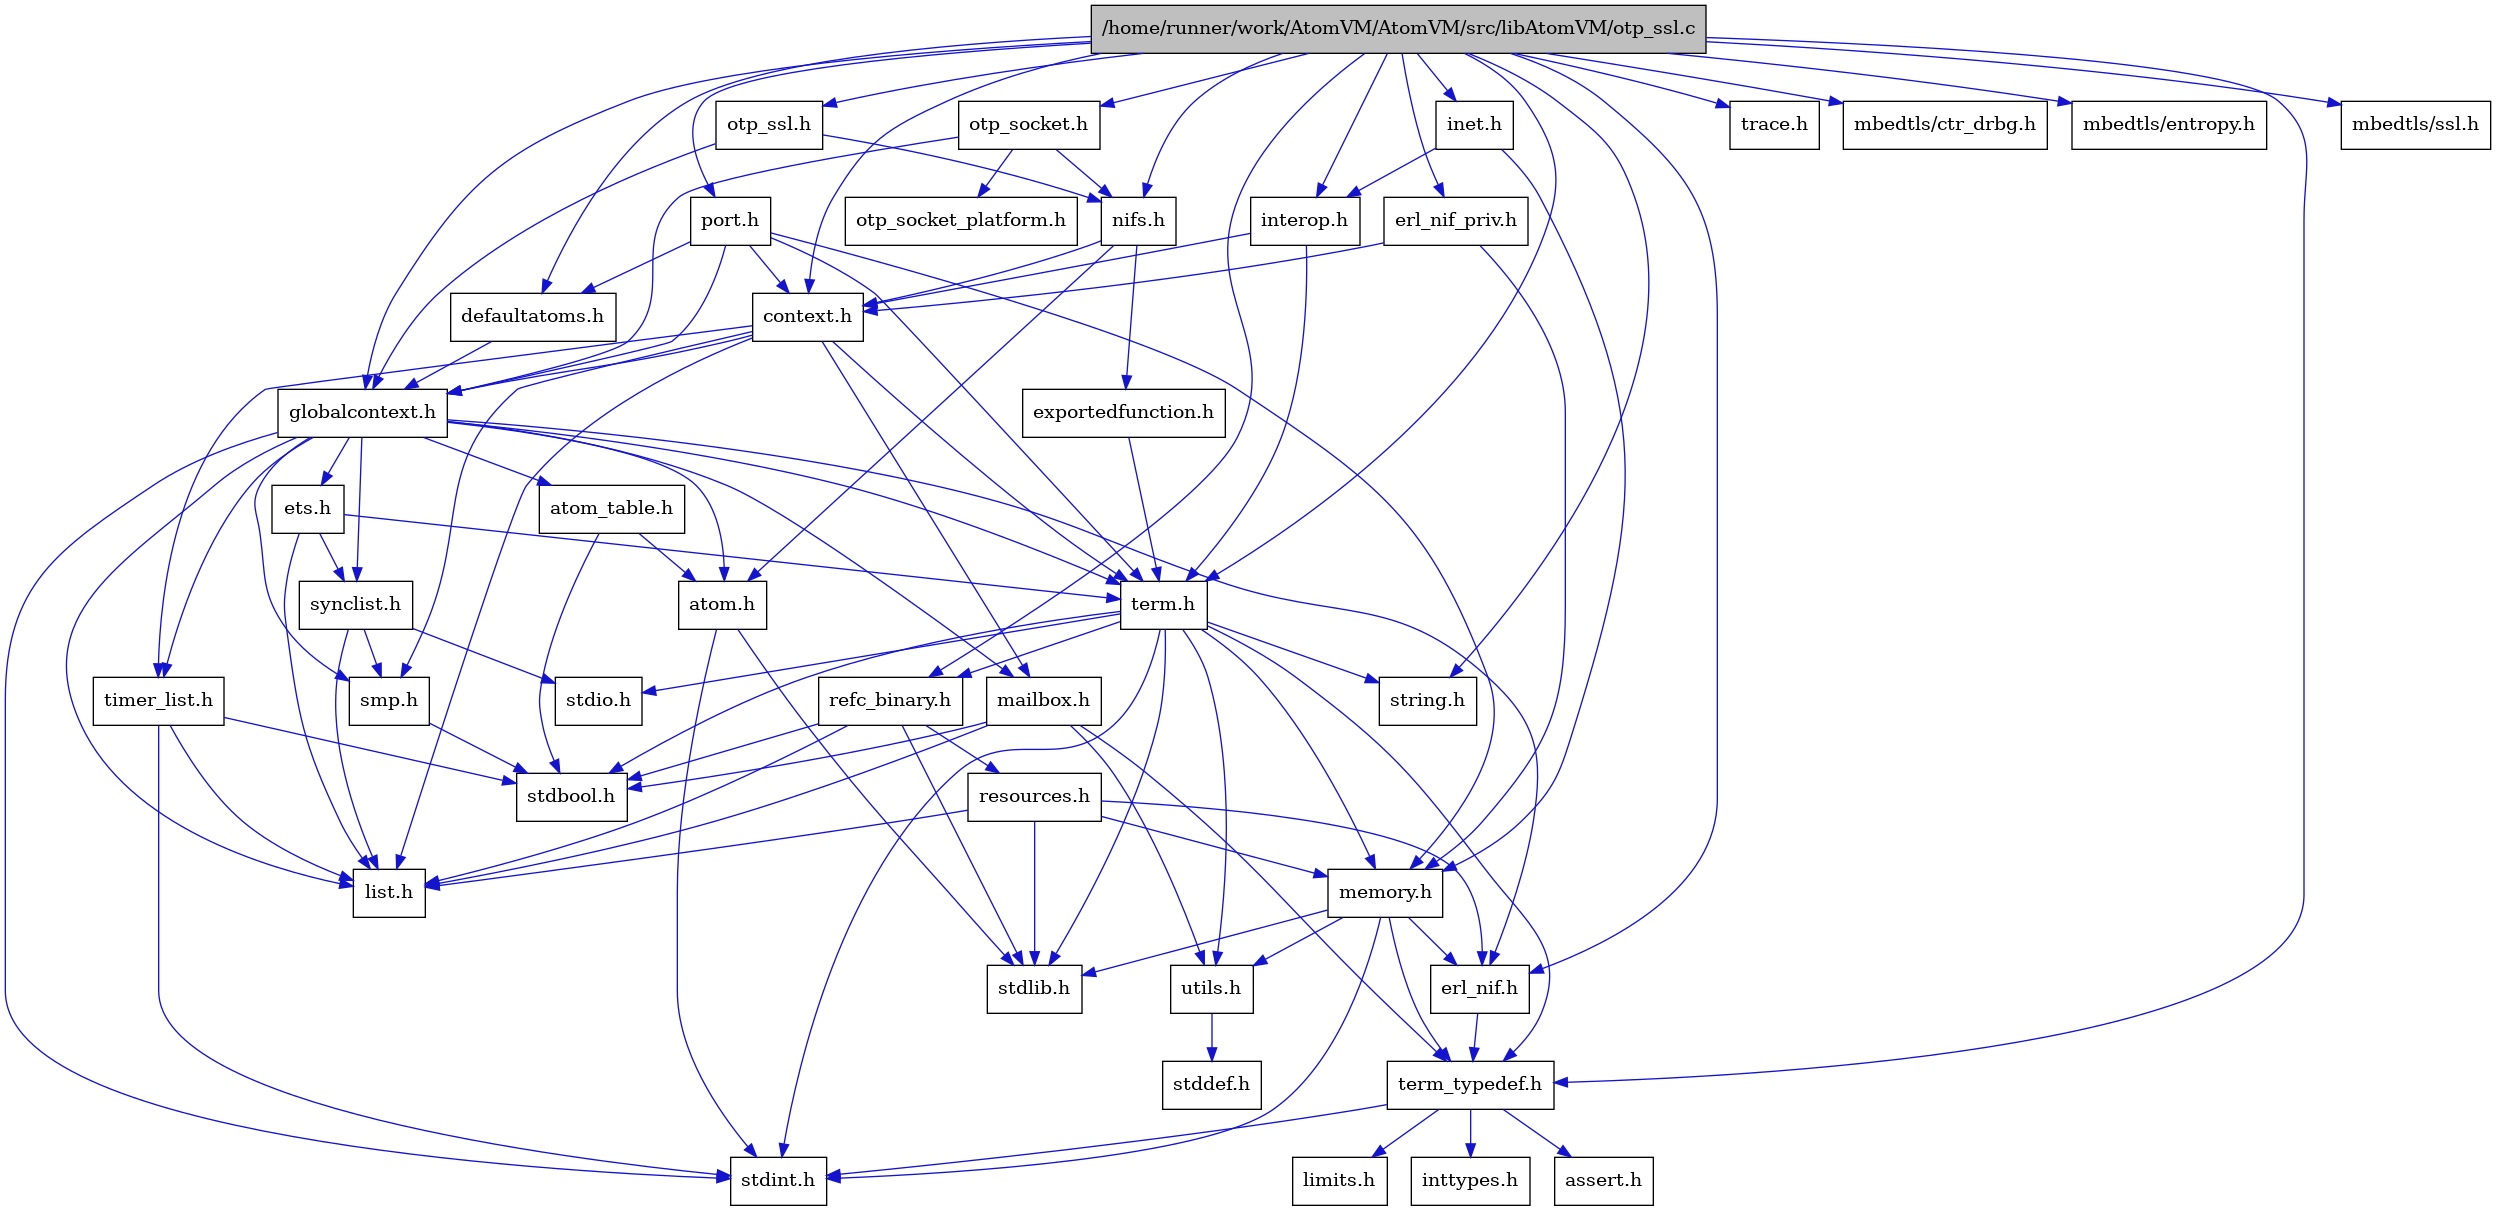 /home/runner/work/AtomVM/AtomVM/src/libAtomVM/otp_ssl.c
otp_ssl.h
otp_socket.h
inet.h
trace.h
mbedtls/ctr_drbg.h
mbedtls/entropy.h
mbedtls/ssl.h
port.h
otp_socket_platform.h
nifs.h
interop.h
erl_nif_priv.h
defaultatoms.h
context.h
globalcontext.h
exportedfunction.h
ets.h
atom_table.h
synclist.h
atom.h
term.h
timer_list.h
smp.h
stdio.h
refc_binary.h
mailbox.h
string.h
stdbool.h
resources.h
list.h
memory.h
stdlib.h
utils.h
erl_nif.h
stddef.h
term_typedef.h
stdint.h
limits.h
inttypes.h
assert.h